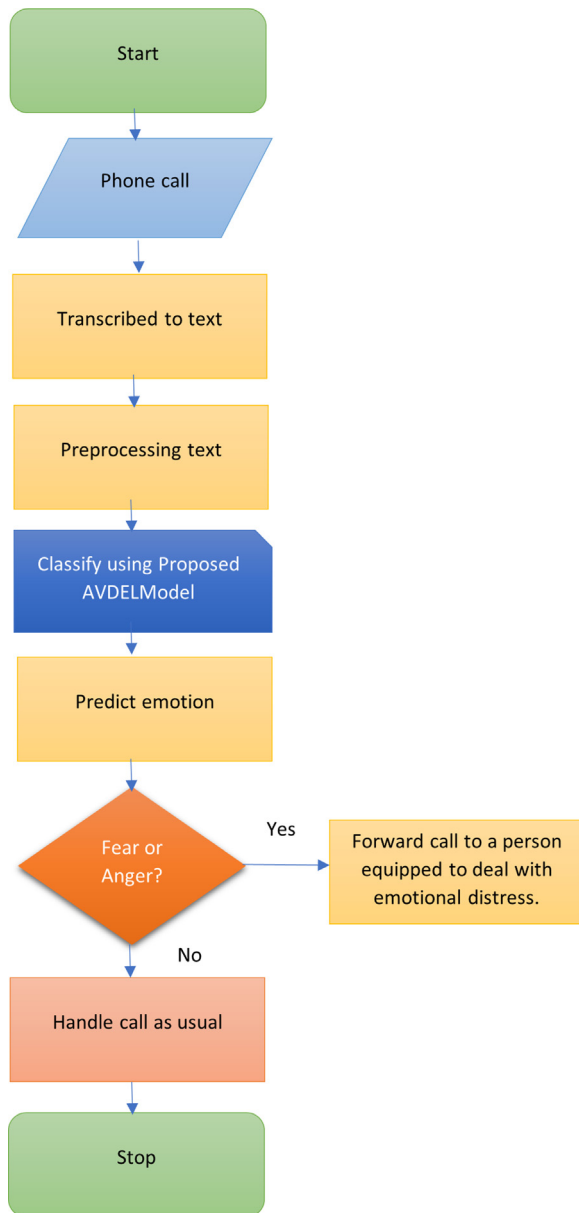 Start
Phone call
Transcribed to text
Preprocessing text
Classify using Proposed
AVDELModel
Predict emotion
Fear or
Anger?
Yes
Forward call to a person
equipped to deal with
emotional distress.
No
Handle call as usual
Stop